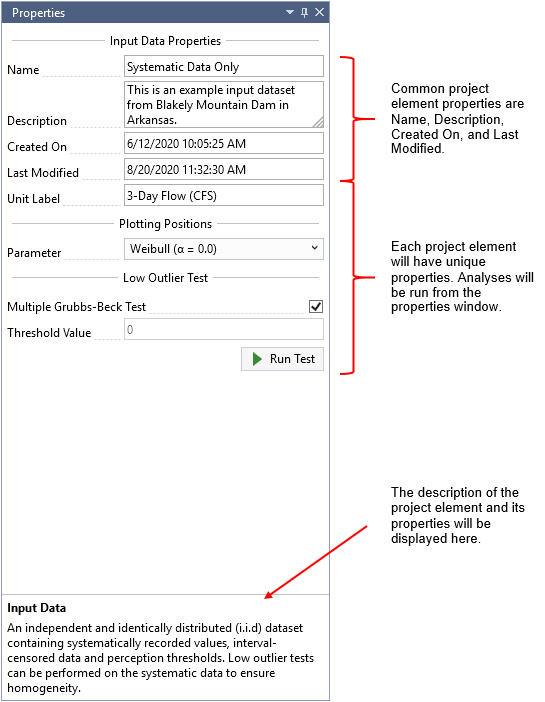 Properties
Input Data Properties
Name Systematic Data Only
This is an example input dataset
from Blakely Mountain Dam in
Description Arkansas.
Created On 6/12/2020 10:05:25 AM
Last Modified 8/20/2020 11:32:30 AM
Unit Label 3-Day Flow (CFS)
Plotting Positions
Parameter Weibull (α = 0.0)
Low Outlier Test
Multiple Grubbs-Beck Test
Threshold Value 0
Run Test
Common project
element properties are
Name, Description,
Created On, and Last
Modified.
Each project element
will have unique
properties. Analyses will
be run from the
properties window.
The description of the
project element and its
properties will be
displayed here.
Input Data
An independent and identically distributed (i.i.d) dataset
containing systematically recorded values, interval-
censored data and perception thresholds. Low outlier tests
can be performed on the systematic data to ensure
homogeneity.